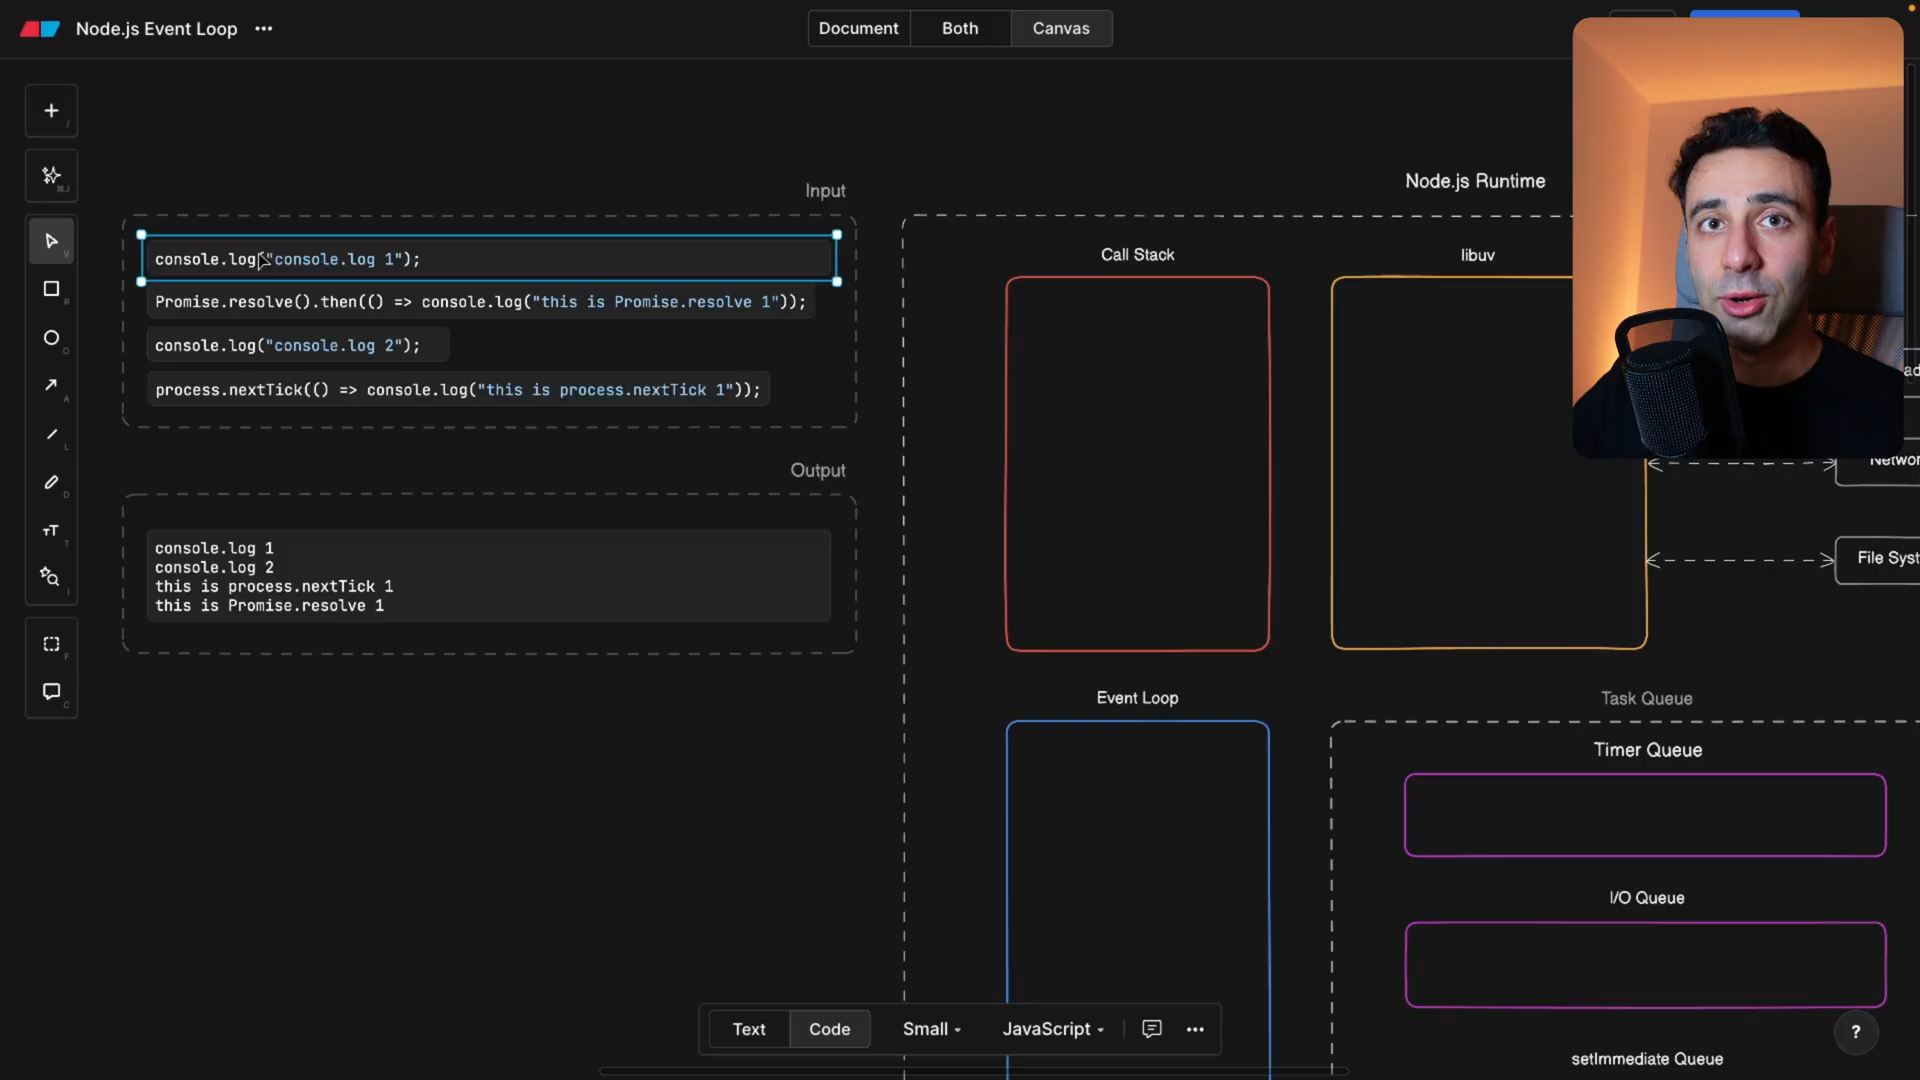 Node.js Event Loop
Document
Both
Canvas
Input
console.log("console.log 1");
Promise.resolve().then(() => console.log("this is Promise.resolve 1"));
console.log("console.log 2");
process.nextTick(() => console.log("this is process.nextTick 1"));
Output
console.log 1
console.log 2
this is process.nextTick 1
this is Promise.resolve 1
Node.js Runtime
Call Stack
libuv
Event Loop
Task Queue
Timer Queue
I/O Queue
setImmediate Queue
Text
Code
Small
JavaScript
?